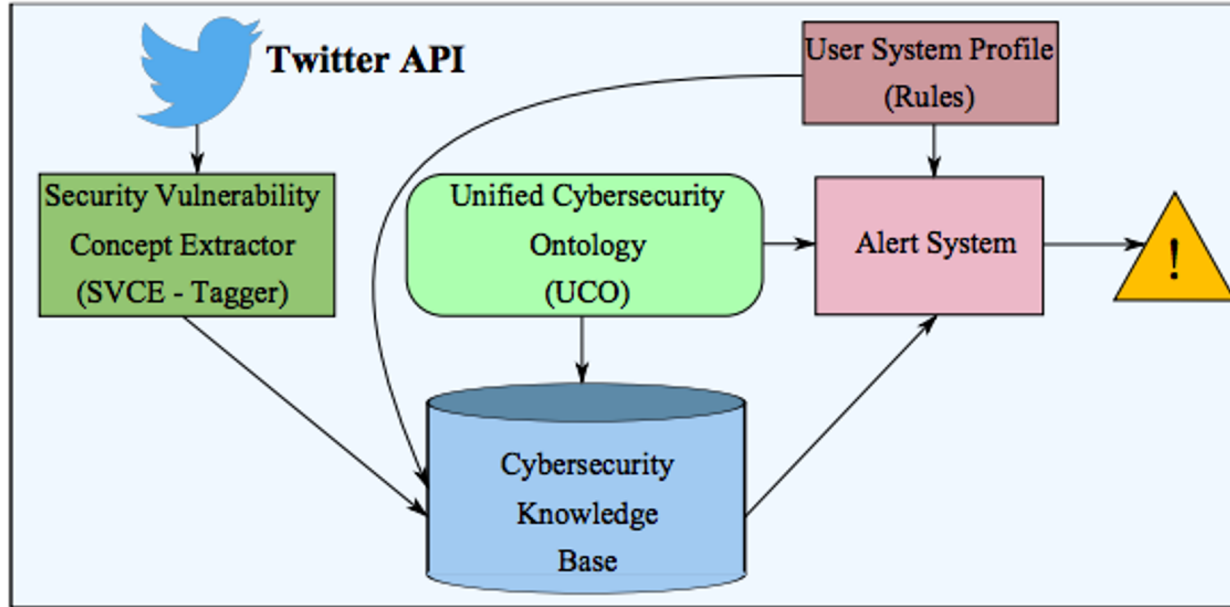 Twitter API
User System Profile
(Rules)
Security Vulnerability
Concept Extractor
(SVCE - Tagger)
Unified Cybersecurity
Ontology
(UCO)
Alert System
!
Cybersecurity
Knowledge
Base